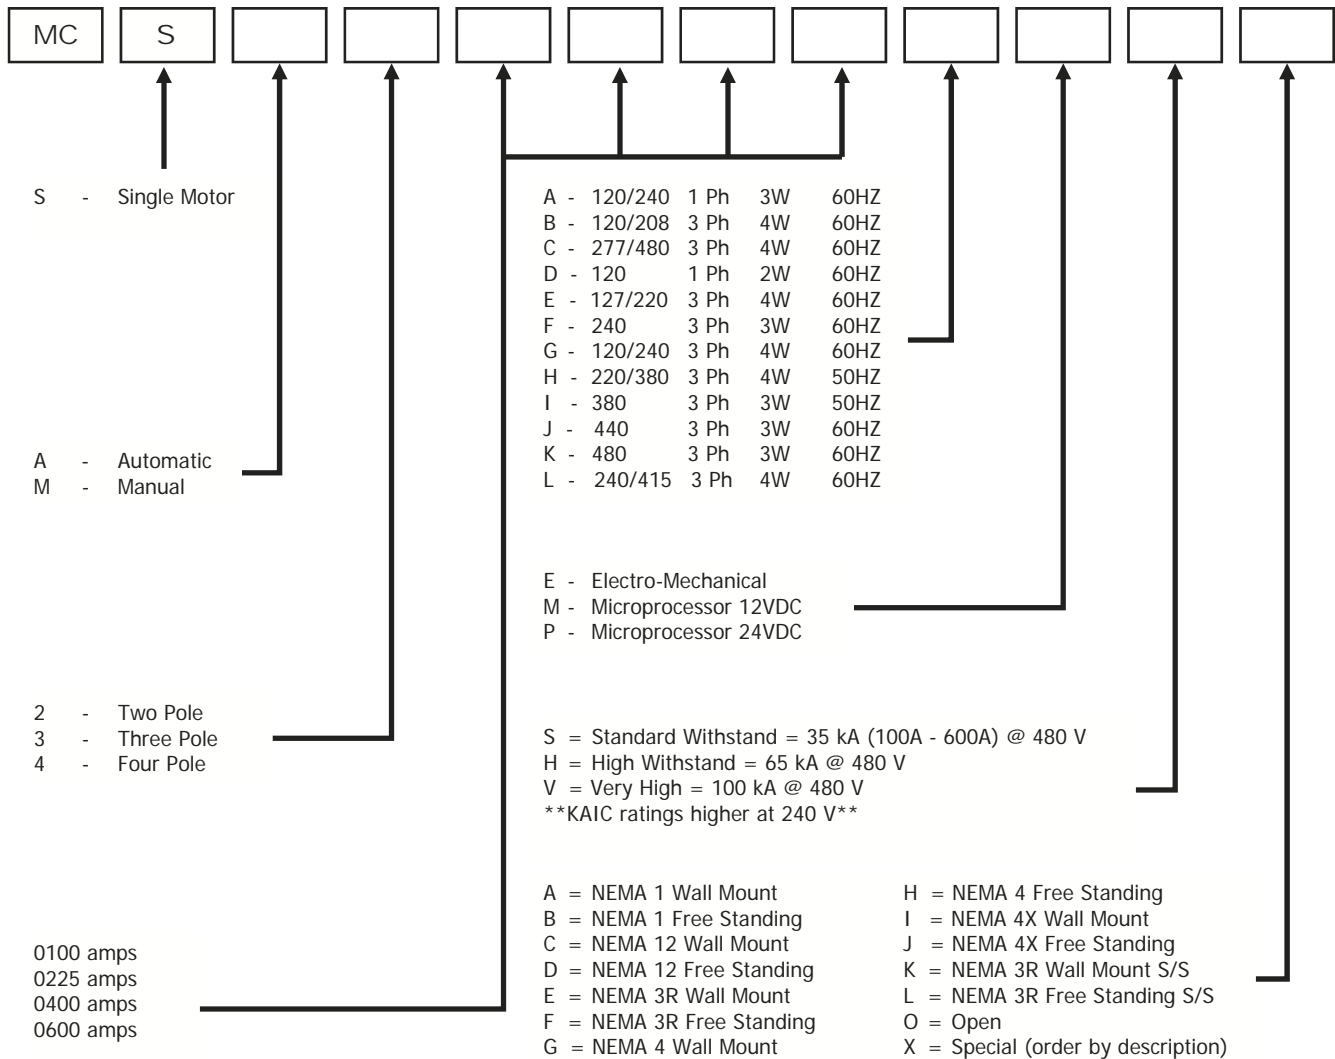 MC S
S - Single Motor
A - 120/240 1 Ph 3W 60HZ
B - 120/208 3 Ph 4W 60HZ
C - 277/480 3 Ph 4W 60HZ
D - 120 1 Ph 2W 60HZ
E - 127/220 3 Ph 4W 60HZ
F - 240 3 Ph 3W 60HZ
G - 120/240 3 Ph 4W 60HZ
H - 220/380 3 Ph 4W 50HZ
I - 380 3 Ph 3W 50HZ
J - 440 3 Ph 3W 60HZ
K - 480 3 Ph 3W 60HZ
L - 240/415 3 Ph 4W 60HZ
A - Automatic
M - Manual
E - Electro-Mechanical
M - Microprocessor 12VDC
P - Microprocessor 24VDC
2 - Two Pole
3 - Three Pole
4 - Four Pole
S = Standard Withstand = 35 kA (100A - 600A) @ 480 V
H = High Withstand = 65 kA @ 480 V
V = Very High = 100 kA @ 480 V
**KAIC ratings higher at 240 V**
0100 amps
0225 amps
0400 amps
0600 amps
A = NEMA 1 Wall Mount
B = NEMA 1 Free Standing
C = NEMA 12 Wall Mount
D = NEMA 12 Free Standing
E = NEMA 3R Wall Mount
F = NEMA 3R Free Standing
G = NEMA 4 Wall Mount
H = NEMA 4 Free Standing
I = NEMA 4X Wall Mount
J = NEMA 4X Free Standing
K = NEMA 3R Wall Mount S/S
L = NEMA 3R Free Standing S/S
O = Open
X = Special (order by description)